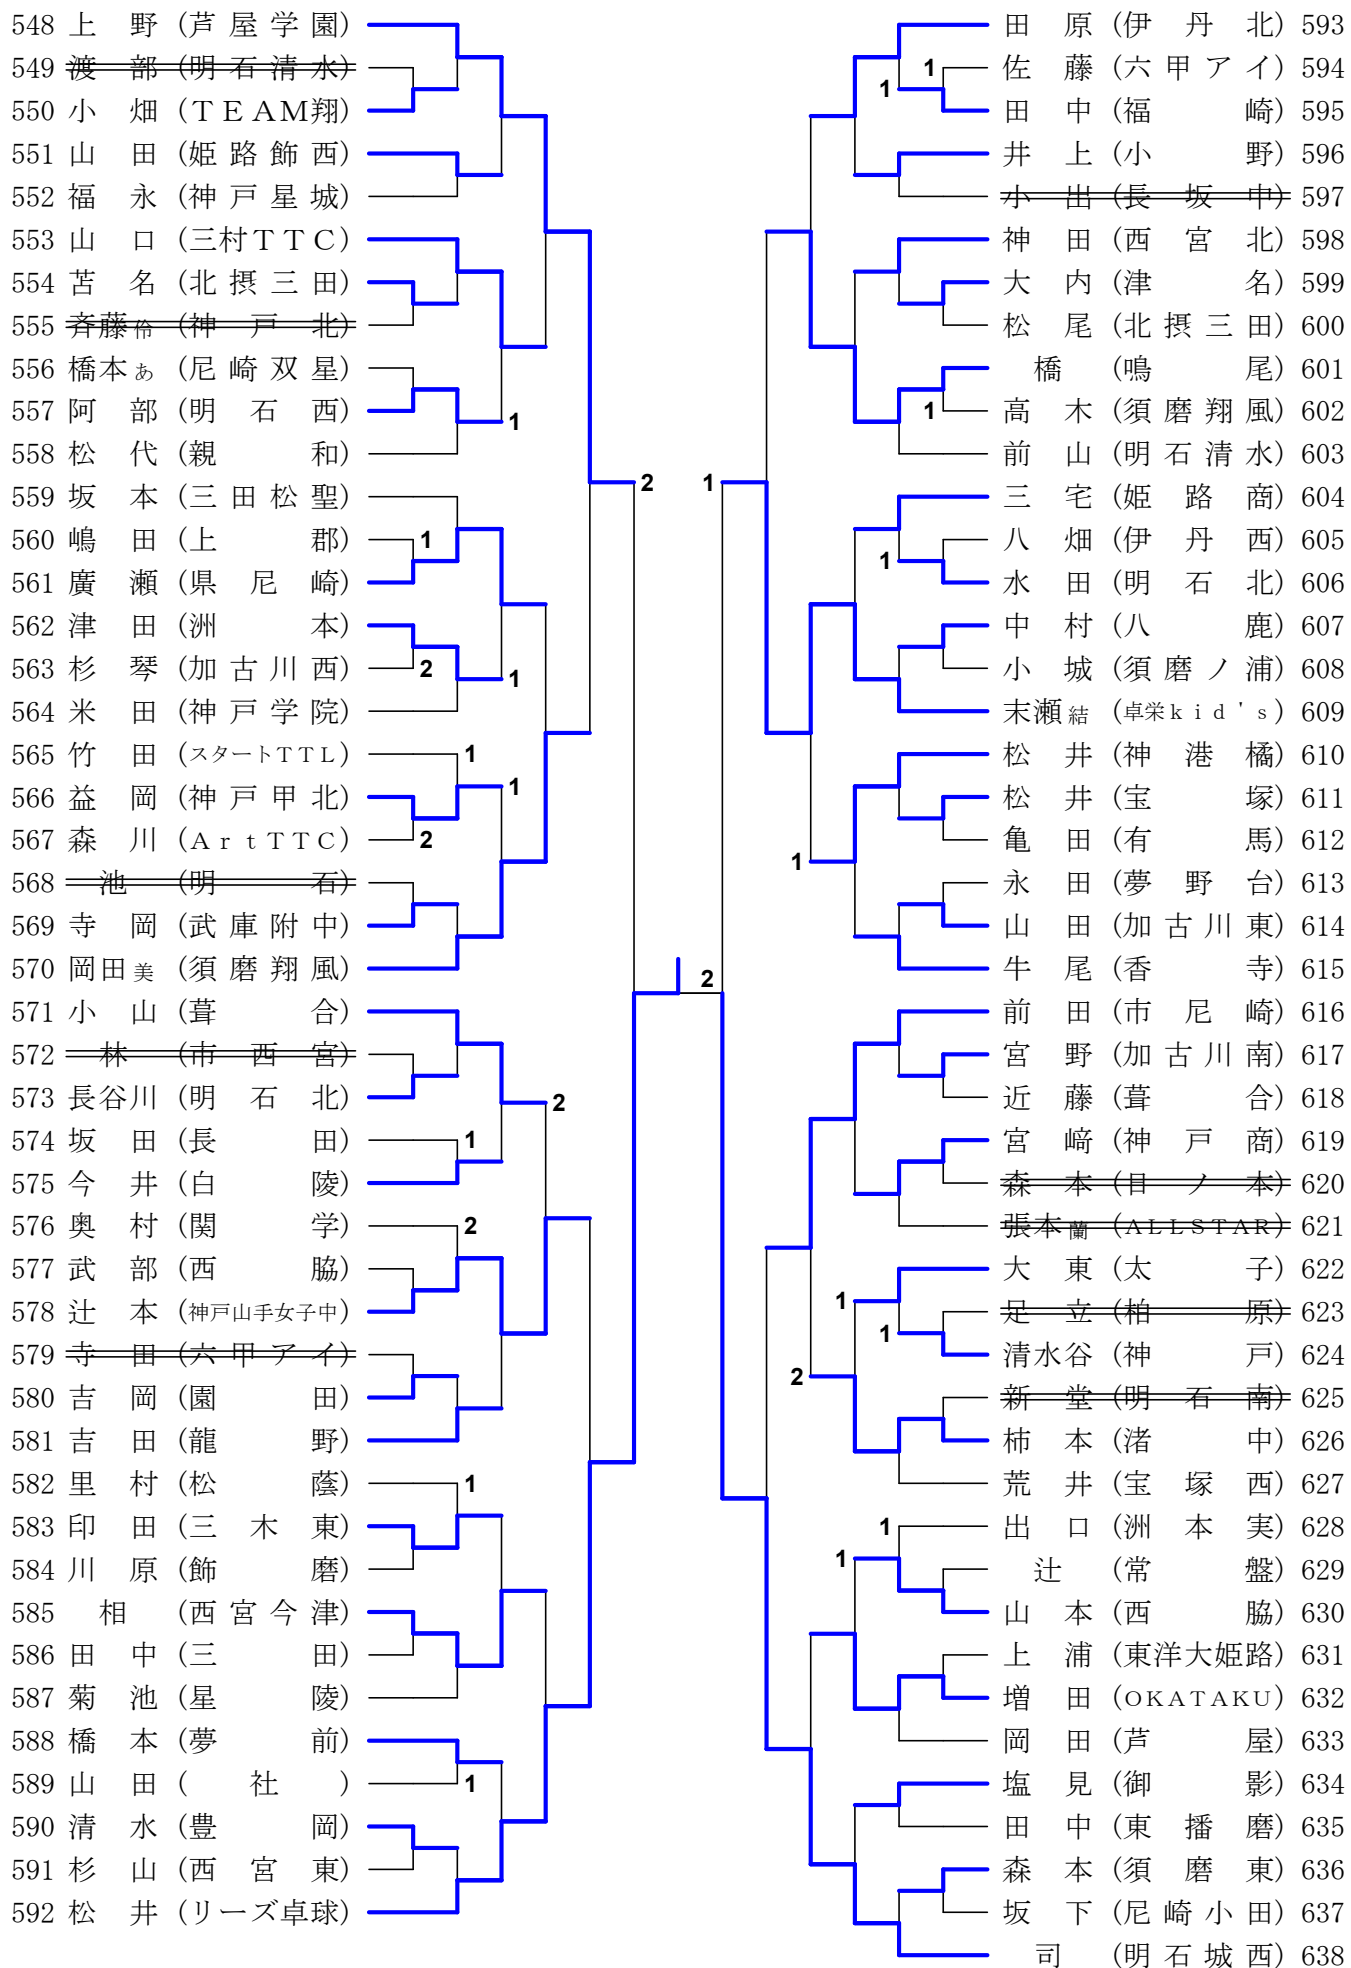 548 上野 (芦屋学園)
549 渡部 (明石清水)
550 小畑 (TEAM翔)
551 山田 (姫路飾西)
552 福永 (神戸星城)
553 山口 (三村TTC)
554 苫名 (北摂三田)
555 斉藤伶 (神戸北)
556 橋本あ (尼崎双星)
557 阿部 (明石西)
558 松代 (親和)
559 坂本 (三田松聖)
560 嶋田 (上郡)
561 廣瀬 (県尼崎)
562 津田 (洲本)
563 杉琴 (加古川西)
564 米田 (神戸学院)
565 竹田 (スタートTTL)
566 益岡 (神戸甲北)
567 森川 (ArtTTC)
568 池 (明石)
569 寺岡 (武庫附中)
570 岡田美 (須磨翔風)
571 小山 (葺合)
572 林 (市西宮)
573 長谷川 (明石北)
574 坂田 (長田)
575 今井 (白陵)
576 奥村 (関学)
577 武部 (西脇)
578 辻本 (神戸山手女子中)
579 寺田 (六甲アイ)
580 吉岡 (園田)
581 吉田 (龍野)
582 里村 (松蔭)
583 印田 (三木東)
584 川原 (飾磨)
585 相 (西宮今津)
586 田中 (三田)
587 菊池 (星陵)
588 橋本 (夢前)
589 山田 (社)
590 清水 (豊岡)
591 杉山 (西宮東)
592 松井 (リーズ卓球)
1
1
2
1
1
1
2
2
2
1
2
1
1
2
1
1
1
1
1
1
2
1
1
2
1
1
田原 (伊丹北) 593
佐藤 (六甲アイ) 594
田中 (福崎) 595
井上 (小野) 596
小出 (長坂中) 597
神田 (西宮北) 598
大内 (津名) 599
松尾 (北摂三田) 600
橋 (鳴尾) 601
高木 (須磨翔風) 602
前山 (明石清水) 603
三宅 (姫路商) 604
八畑 (伊丹西) 605
水田 (明石北) 606
中村 (八鹿) 607
小城 (須磨ノ浦) 608
末瀬結 (卓栄kid's) 609
松井 (神港橘) 610
松井 (宝塚) 611
亀田 (有馬) 612
永田 (夢野台) 613
山田 (加古川東) 614
牛尾 (香寺) 615
前田 (市尼崎) 616
宮野 (加古川南) 617
近藤 (葺合) 618
宮﨑 (神戸商) 619
森本 (日ノ本) 620
張本蘭 (ALLSTAR) 621
大東 (太子) 622
足立 (柏原) 623
清水谷 (神戸) 624
新堂 (明石南) 625
柿本 (渚中) 626
荒井 (宝塚西) 627
出口 (洲本実) 628
辻 (常盤) 629
山本 (西脇) 630
上浦 (東洋大姫路) 631
増田 (OKATAKU) 632
岡田 (芦屋) 633
塩見 (御影) 634
田中 (東播磨) 635
森本 (須磨東) 636
坂下 (尼崎小田) 637
司 (明石城西) 638